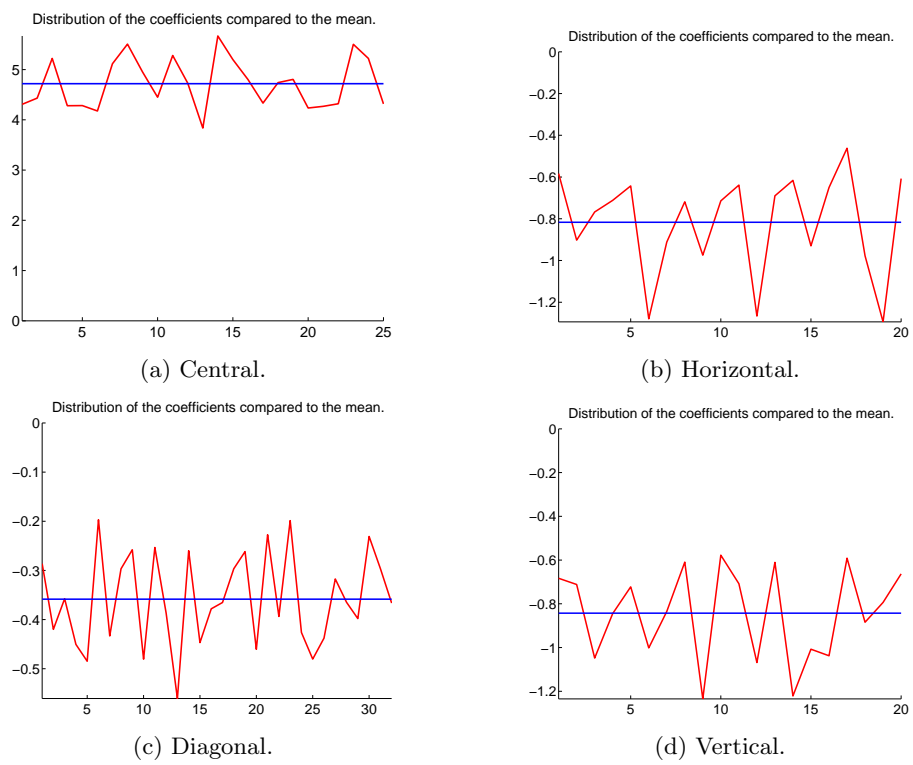 Distribution of the coefficients compared to the mean.
5
4
3
2
1
0
5 10 15 20 25
(a) Central.
Distribution of the coefficients compared to the mean.
0
−0.2
−0.4
−0.6
−0.8
−1
−1.2
5 10 15 20
(b) Horizontal.
Distribution of the coefficients compared to the mean.
0
−0.1
−0.2
−0.3
−0.4
−0.5
5 10 15 20 25 30
(c) Diagonal.
Distribution of the coefficients compared to the mean.
0
−0.2
−0.4
−0.6
−0.8
−1
−1.2
5 10 15 20
(d) Vertical.